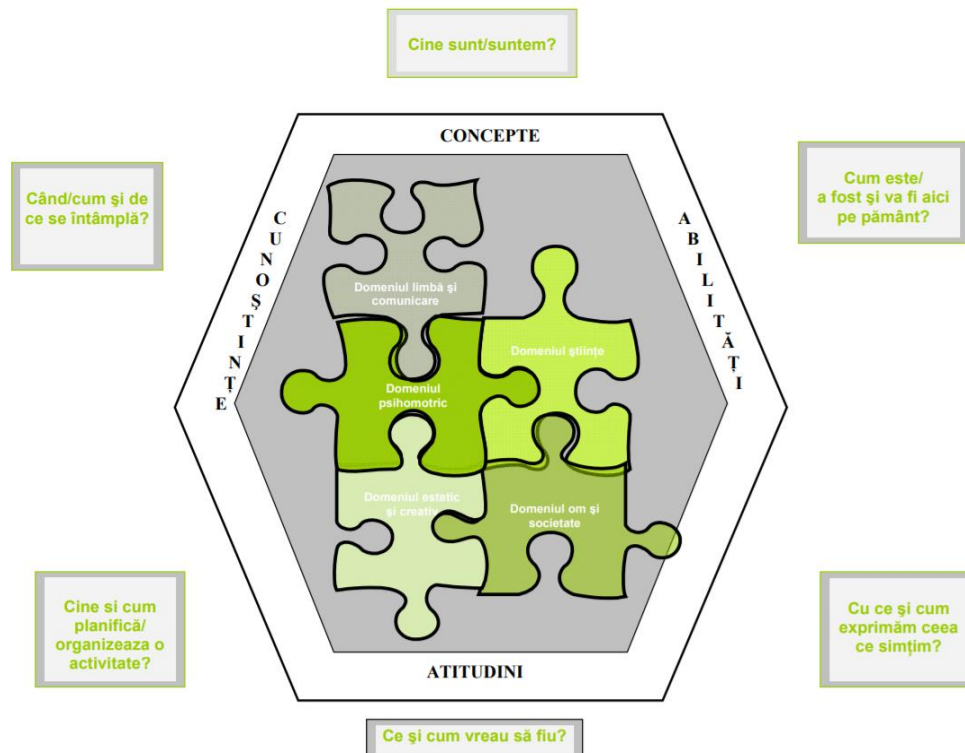 Cine sunt/suntem?
CONCEPTE
Când/cum şi de
ce se întâmplă?
Cum este/
a fost şi va fi aici
pe pământ?
CUNOŞTINŢE
ABILITĂŢI
Domeniul limbă şi
comunicare
Domeniul ştiinţe
Domeniul
psihomotric
Domeniul estetic
şi creativ
Domeniul om şi
societate
Cine si cum
planifică/
organizeaza o
activitate?
Cu ce şi cum
exprimăm ceea
ce simţim?
ATITUDINI
Ce şi cum vreau să fiu?